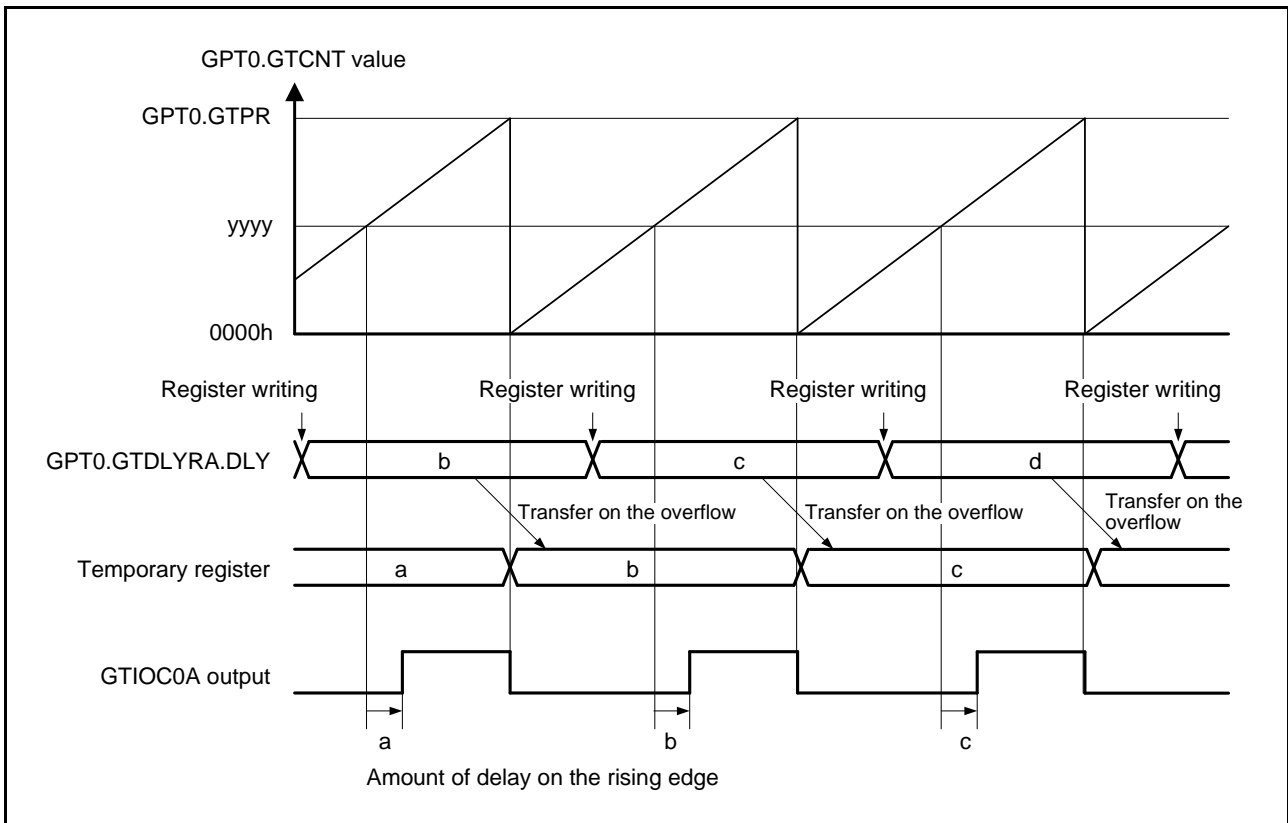 GPT0.GTCNT value
GPT0.GTPR
yyyy
0000h
Register writing
Register writing
Register writing
Register writing
GPT0.GTDLYRA.DLY
b
c
d
Transfer on the overflow
Transfer on the overflow
Transfer on the
overflow
Temporary register
a
b
c
GTIOC0A output
a
b
c
Amount of delay on the rising edge